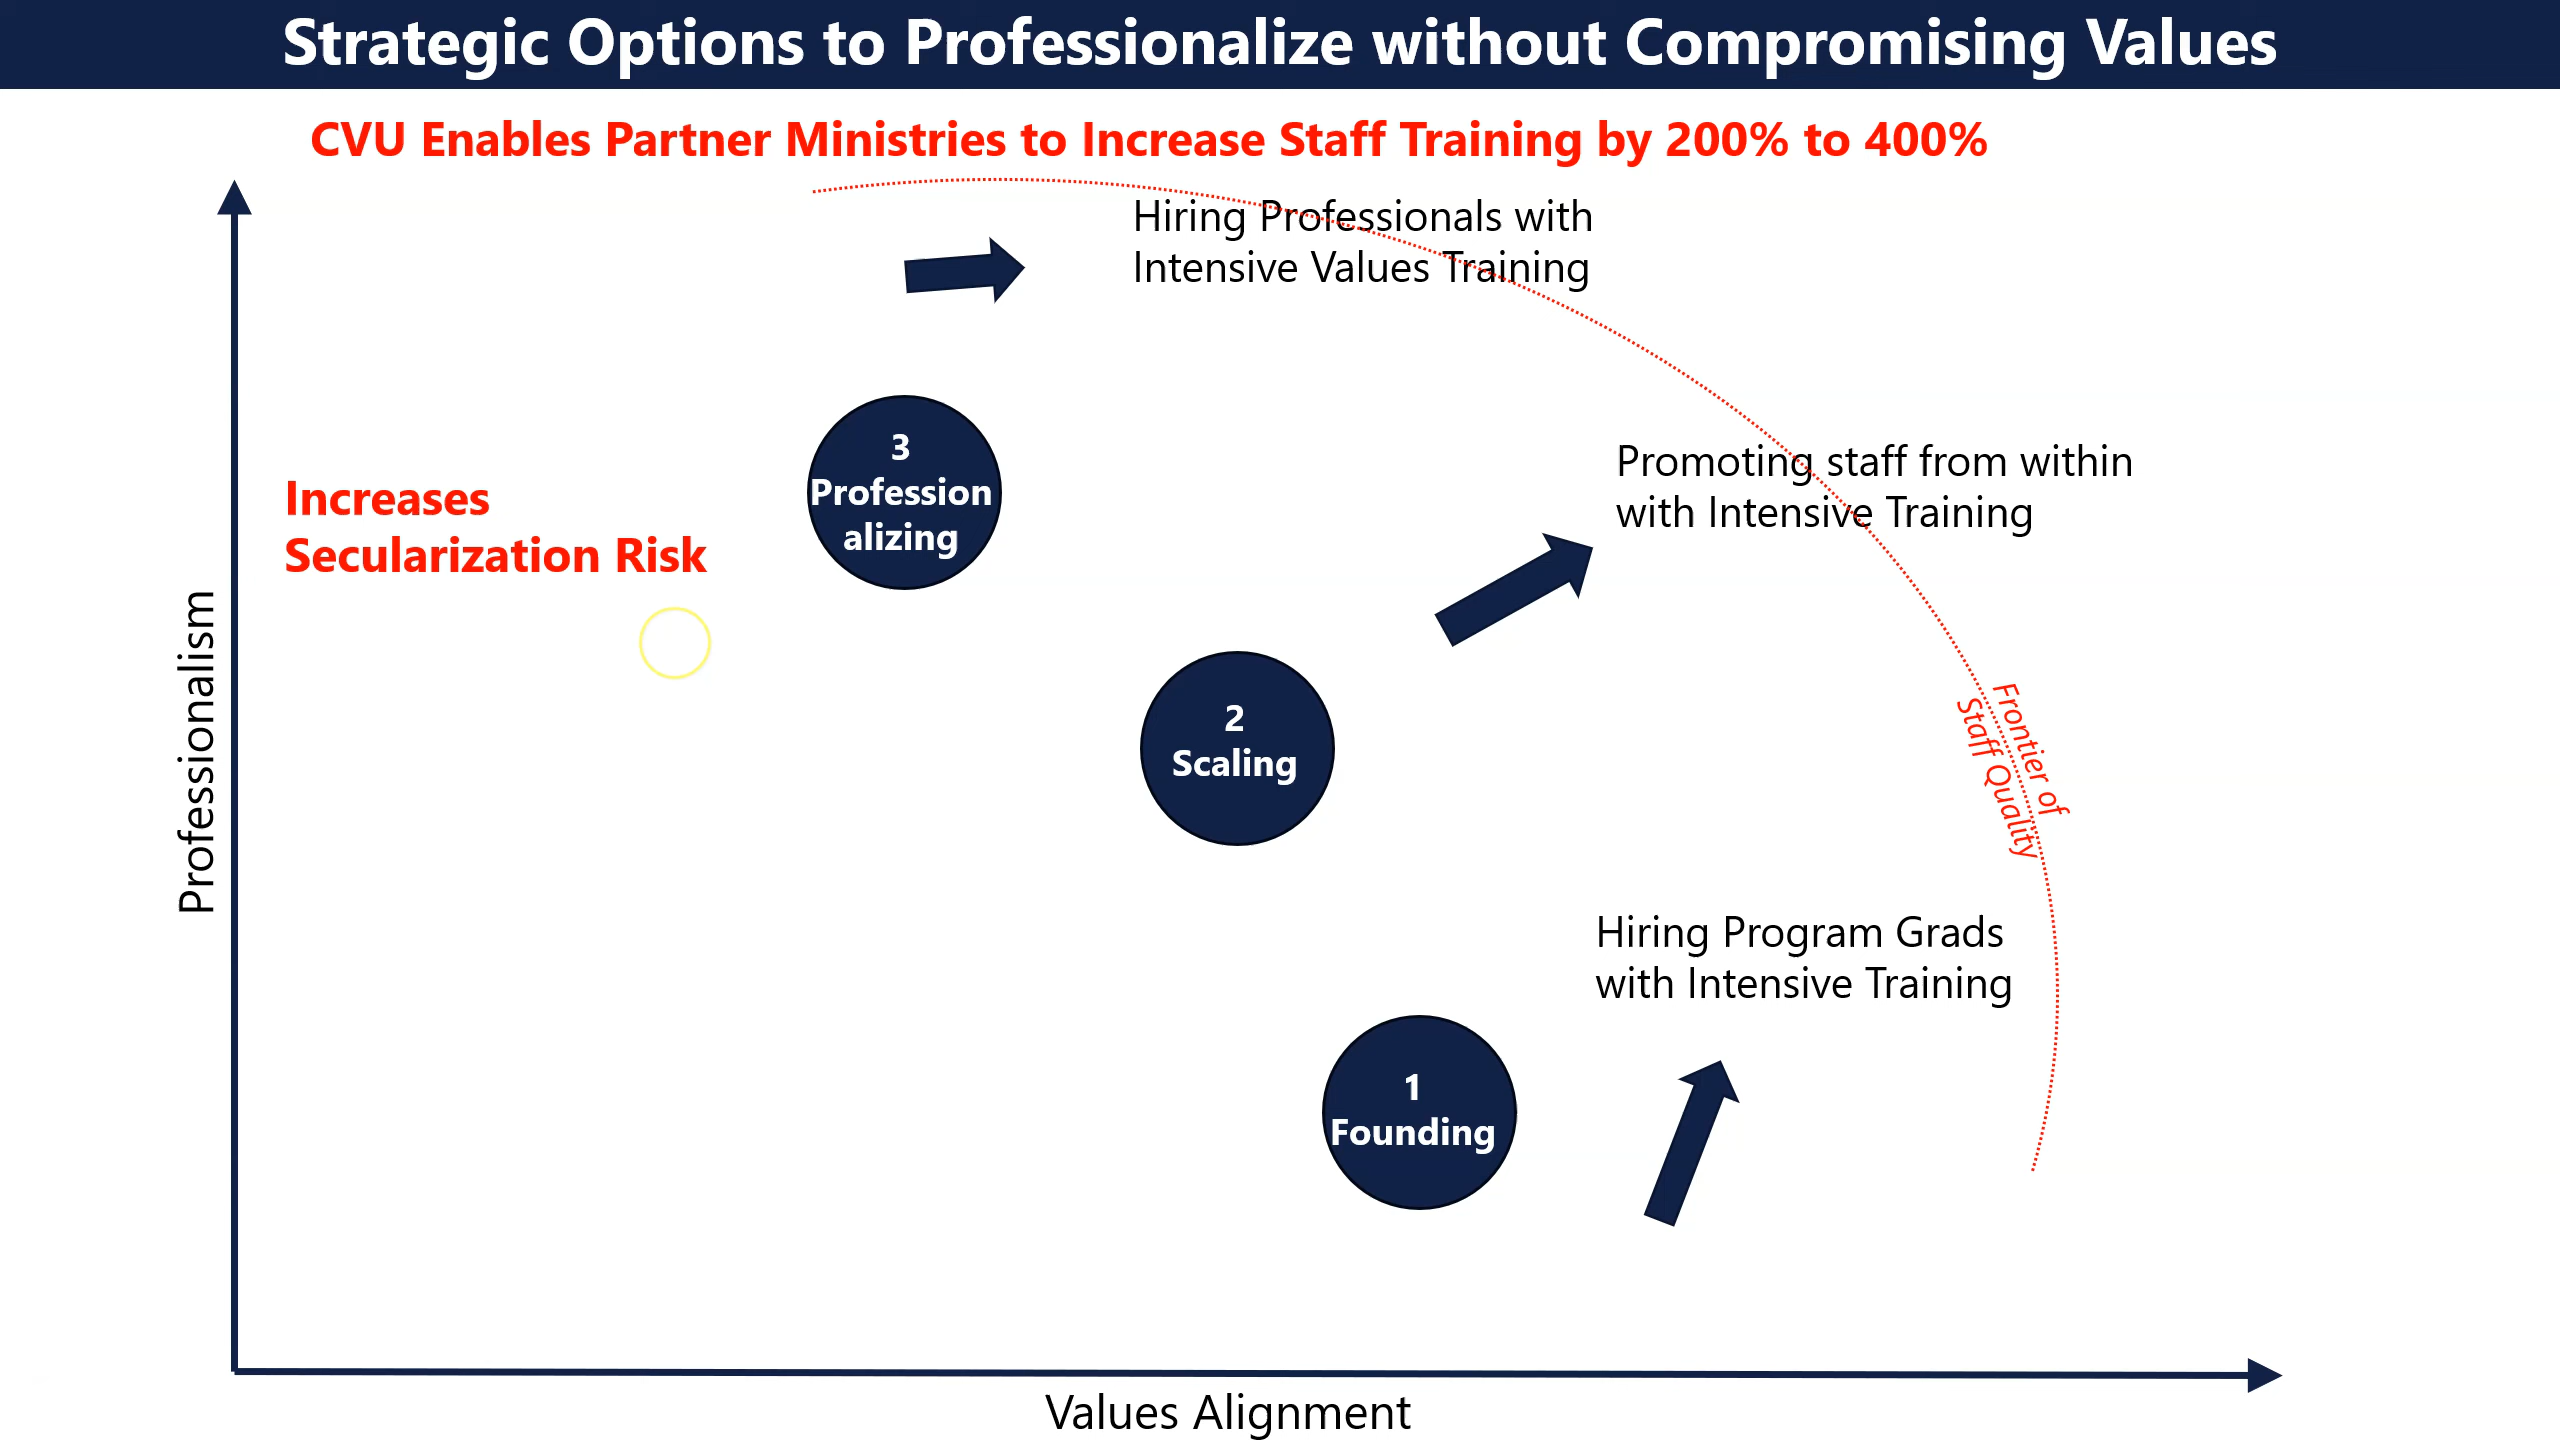 Strategic Options to Professionalize without Compromising Values
CVU Enables Partner Ministries to Increase Staff Training by 200% to 400%
Hiring Professionals with
Intensive Values Training
3
Profession
alizing
Increases
Secularization Risk
Promoting staff from within
with Intensive Training
Professionalism
2
Scaling
Frontier of
Staff Quality
Hiring Program Grads
with Intensive Training
1
Founding
Values Alignment